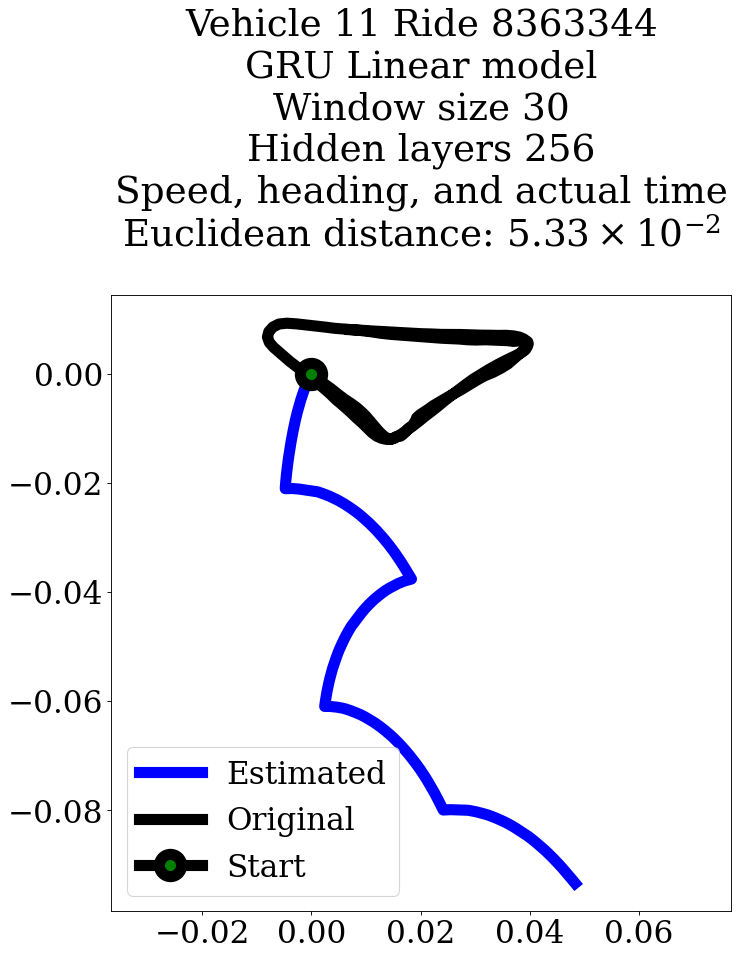 Vehicle 11 Ride 8363344
GRU Linear model
Window size 30
Hidden layers 256
Speed, heading, and actual time
Euclidean distance: 5.33 × 10⁻²
0.00
−0.02
−0.04
−0.06
−0.08
Estimated
Original
Start
−0.02 0.00 0.02 0.04 0.06